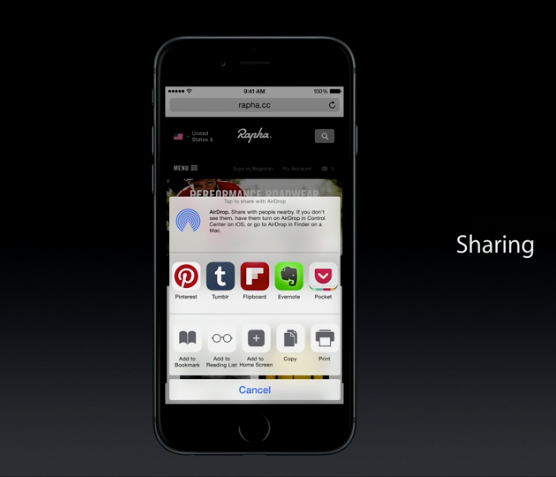 9:41 AM 100%
rapha.cc
United
States $
Rapha.
MENU
Sign in/Register My Account 0
PERFORMANCE ROADWEAR
Tap to share with AirDrop
AirDrop. Share with people nearby. If you don't
see them, have them turn on AirDrop in Control
Center on iOS, or go to AirDrop in Finder on a
Mac.
Sharing
Pinterest Tumblr Flipboard Evernote Pocket
Add to Bookmark
Add to Reading List
Add to Home Screen
Copy
Print
Cancel